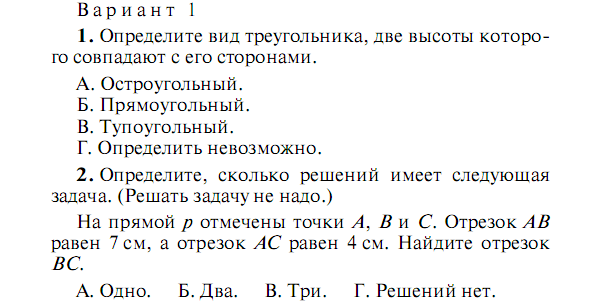 Вариант 1
1. Определите вид треугольника, две высоты которо-
го совпадают с его сторонами.
А. Остроугольный.
Б. Прямоугольный.
В. Тупоугольный.
Г. Определить невозможно.
2. Определите, сколько решений имеет следующая
задача. (Решать задачу не надо.)
На прямой p отмечены точки A, B и C. Отрезок AB
равен 7 см, а отрезок AC равен 4 см. Найдите отрезок
BC.
А. Одно. Б. Два. В. Три. Г. Решений нет.